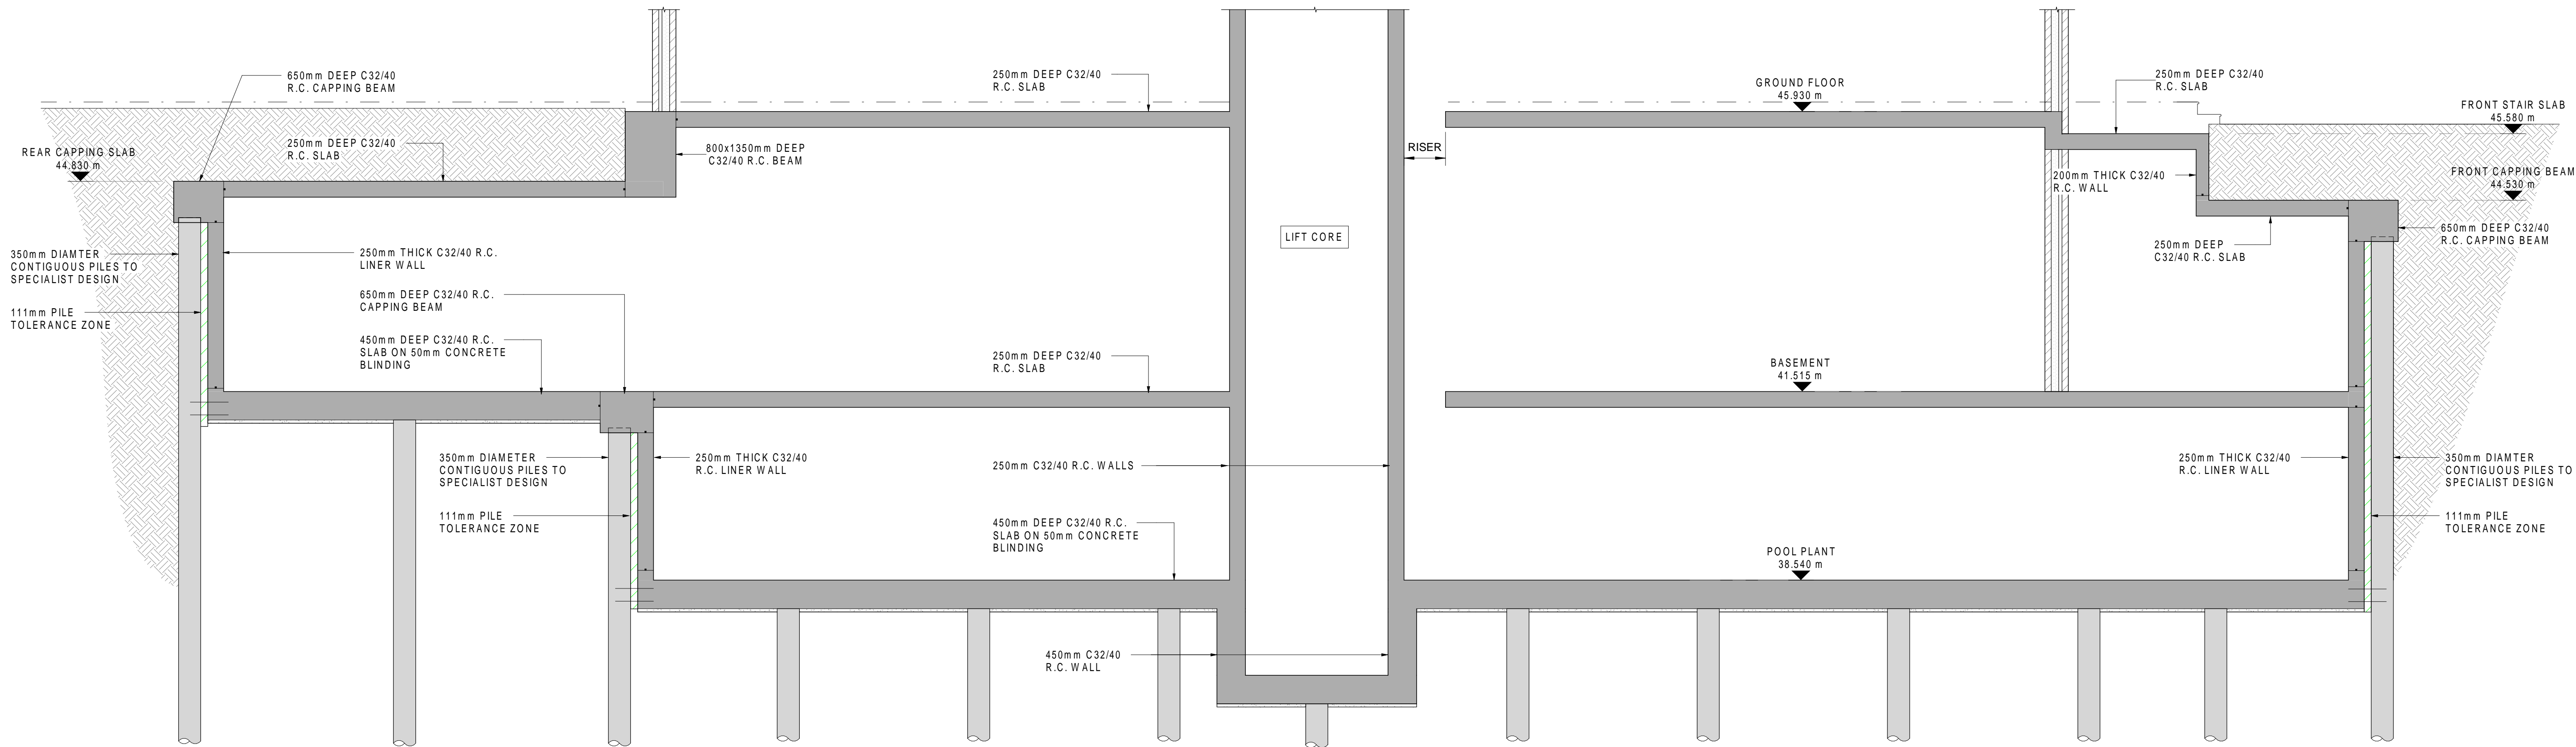 650mm DEEP C32/40
R.C. CAPPING BEAM
250mm DEEP C32/40
R.C. SLAB
GROUND FLOOR
45.930 m
250mm DEEP C32/40
R.C. SLAB
FRONT STAIR SLAB
45.580 m
REAR CAPPING SLAB
44.830 m
250mm DEEP C32/40
R.C. SLAB
800x1350mm DEEP
C32/40 R.C. BEAM
RISER
200mm THICK C32/40
R.C. WALL
FRONT CAPPING BEAM
44.530 m
350mm DIAMTER
CONTIGUOUS PILES TO
SPECIALIST DESIGN
250mm THICK C32/40 R.C.
LINER WALL
LIFT CORE
250mm DEEP
C32/40 R.C. SLAB
650mm DEEP C32/40
R.C. CAPPING BEAM
111mm PILE
TOLERANCE ZONE
650mm DEEP C32/40 R.C.
CAPPING BEAM
450mm DEEP C32/40 R.C.
SLAB ON 50mm CONCRETE
BLINDING
250mm DEEP C32/40
R.C. SLAB
BASEMENT
41.515 m
350mm DIAMETER
CONTIGUOUS PILES TO
SPECIALIST DESIGN
250mm THICK C32/40
R.C. LINER WALL
250mm C32/40 R.C. WALLS
250mm THICK C32/40
R.C. LINER WALL
350mm DIAMTER
CONTIGUOUS PILES TO
SPECIALIST DESIGN
111mm PILE
TOLERANCE ZONE
450mm DEEP C32/40 R.C.
SLAB ON 50mm CONCRETE
BLINDING
POOL PLANT
38.540 m
111mm PILE
TOLERANCE ZONE
450mm C32/40
R.C. WALL